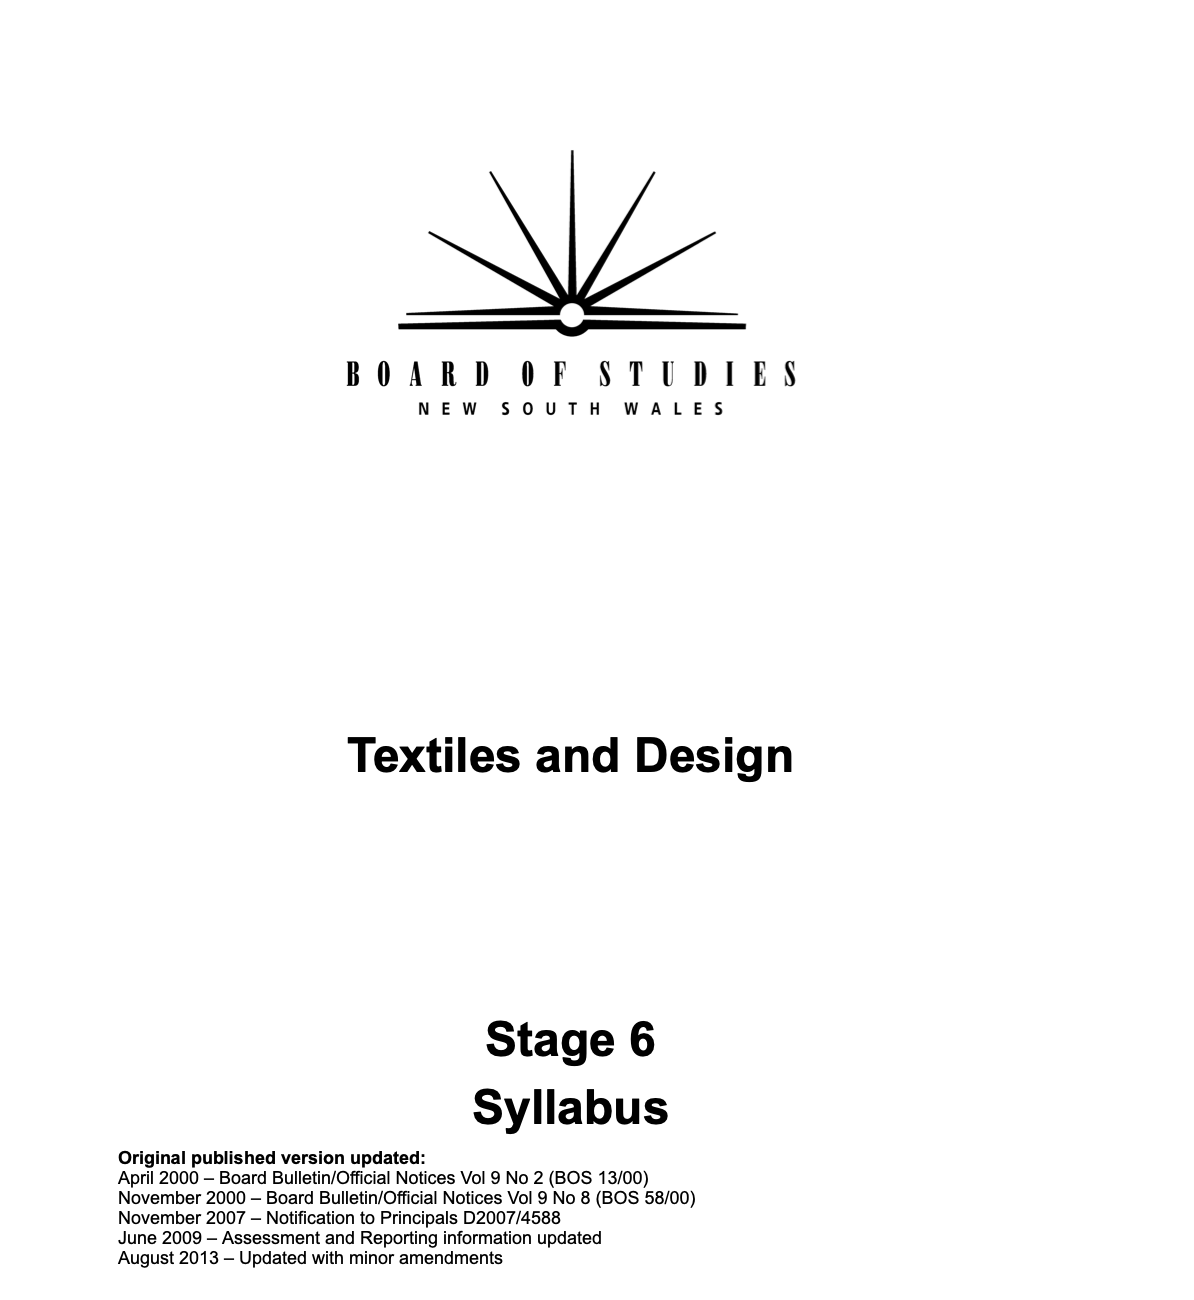 BOARD OF STUDIES
NEW SOUTH WALES
Textiles and Design
Stage 6
Syllabus
Original published version updated:
April 2000 – Board Bulletin/Official Notices Vol 9 No 2 (BOS 13/00)
November 2000 – Board Bulletin/Official Notices Vol 9 No 8 (BOS 58/00)
November 2007 – Notification to Principals D2007/4588
June 2009 – Assessment and Reporting information updated
August 2013 – Updated with minor amendments